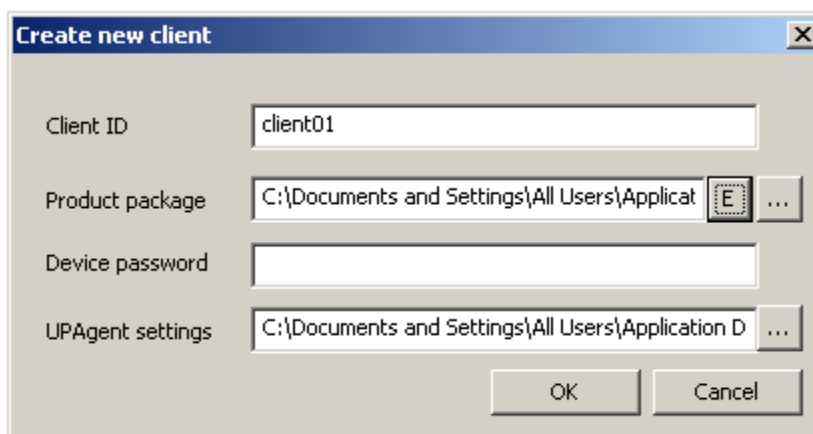 Create new client
Client ID client01
Product package C:\Documents and Settings\All Users\Applicat E ...
Device password
UPAgent settings C:\Documents and Settings\All Users\Application D ...
OK Cancel